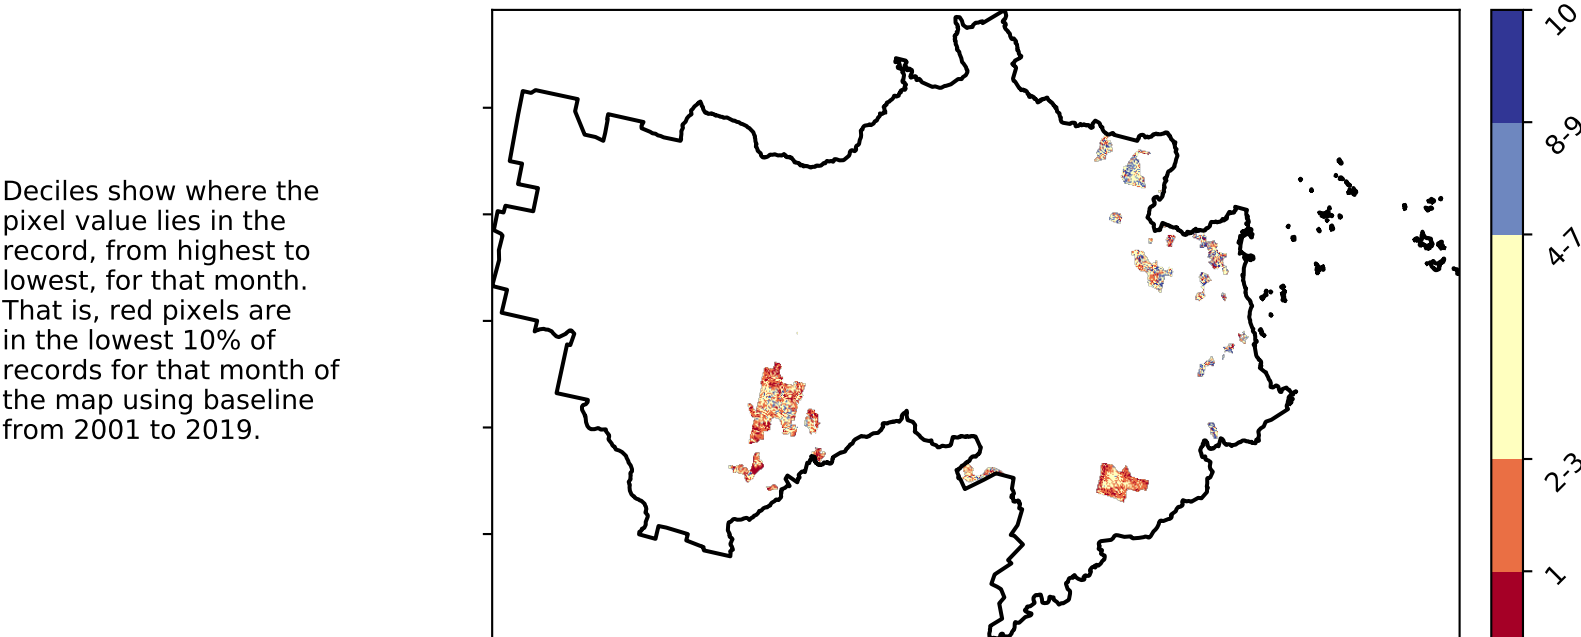 Deciles show where the
pixel value lies in the
record, from highest to
lowest, for that month.
That is, red pixels are
in the lowest 10% of
records for that month of
the map using baseline
from 2001 to 2019.
10
8-9
4-7
2-3
1